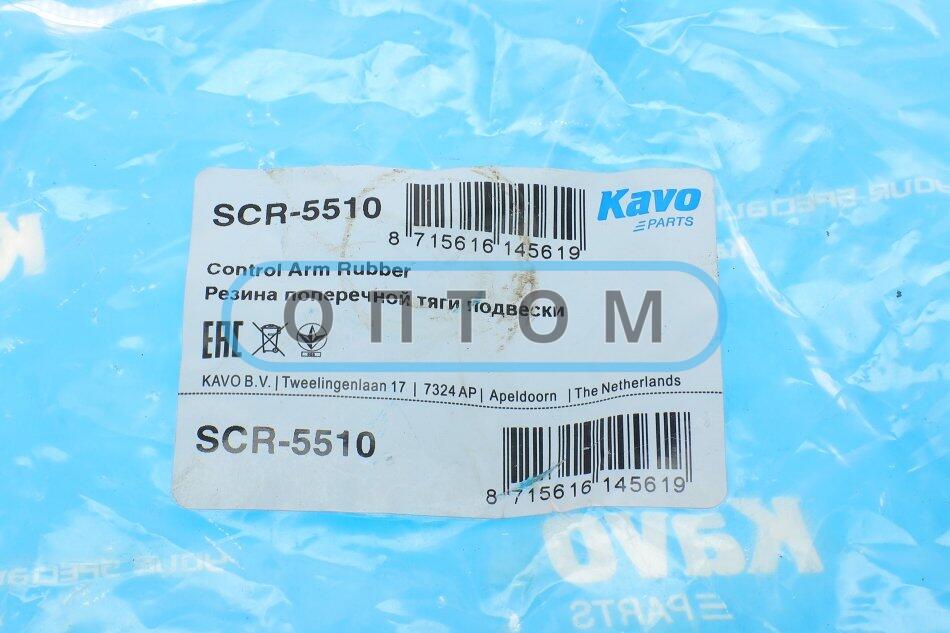 SCR-5510
8 715616 145619
Kavo
PARTS
Control Arm Rubber
Резина поперечной тяги подвески
ОПТОМ
EAC
KAVO B.V. | Tweelingenlaan 17 | 7324 AP | Apeldoorn | The Netherlands
SCR-5510
8 715616 145619
Kavo
PARTS